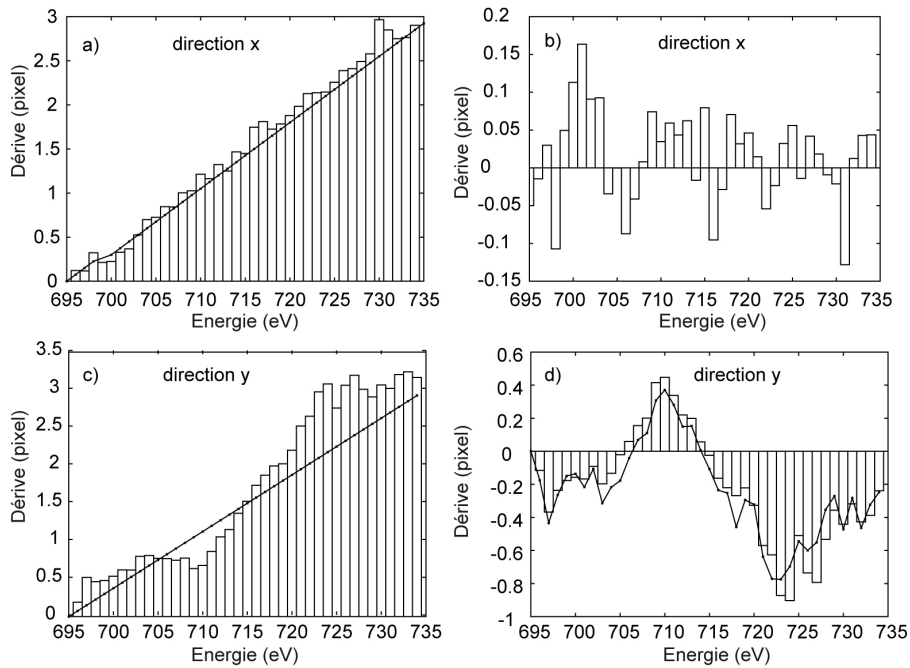 a) direction x
Dérive (pixel)
3
2.5
2
1.5
1
0.5
0
695 700 705 710 715 720 725 730 735
Energie (eV)
b) direction x
Dérive (pixel)
0.2
0.15
0.1
0.05
0
-0.05
-0.1
-0.15
695 700 705 710 715 720 725 730 735
Energie (eV)
c) direction y
Dérive (pixel)
3.5
3
2.5
2
1.5
1
0.5
0
695 700 705 710 715 720 725 730 735
Energie (eV)
d) direction y
Dérive (pixel)
0.6
0.4
0.2
0
-0.2
-0.4
-0.6
-0.8
-1
695 700 705 710 715 720 725 730 735
Energie (eV)